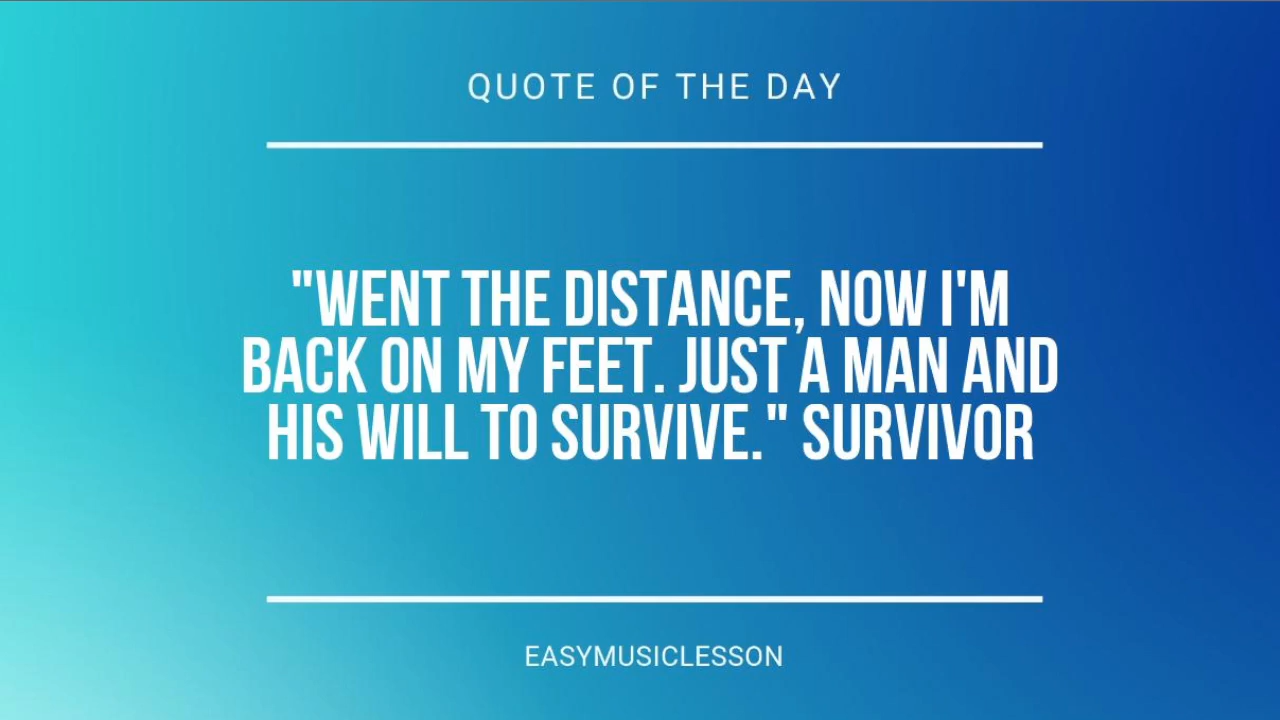 QUOTE OF THE DAY
"WENT THE DISTANCE, NOW I'M
BACK ON MY FEET. JUST A MAN AND
HIS WILL TO SURVIVE." SURVIVOR
EASYMUSICLESSON